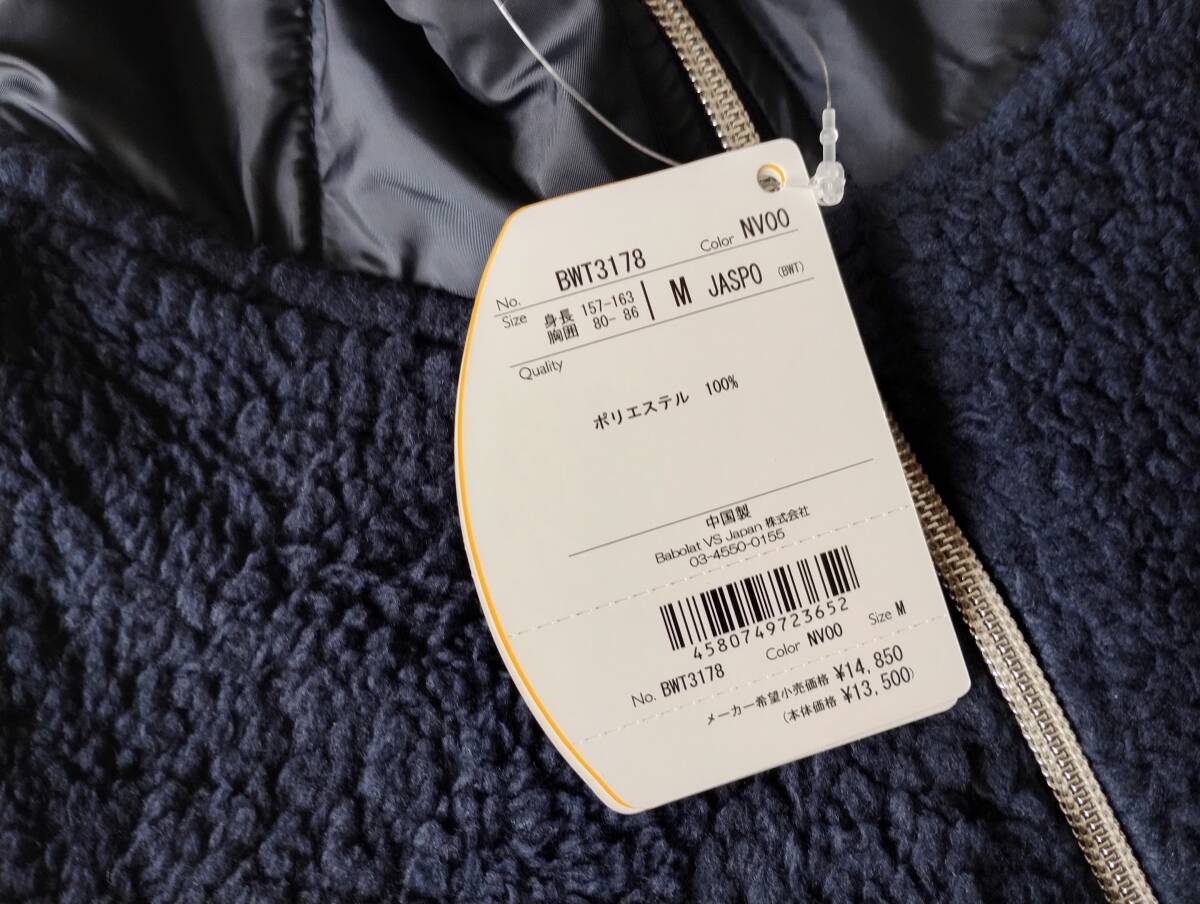 No. BWT3178 Color NV00
Size 身長 157-163 M JASPO (BWT)
胸囲 80- 86
Quality
ポリエステル 100%
中国製
Babolat VS Japan 株式会社
03-4550-0155
4580749723652
No. BWT3178 Color NV00 Size M
メーカー希望小売価格 ¥14,850
(本体価格 ¥13,500)